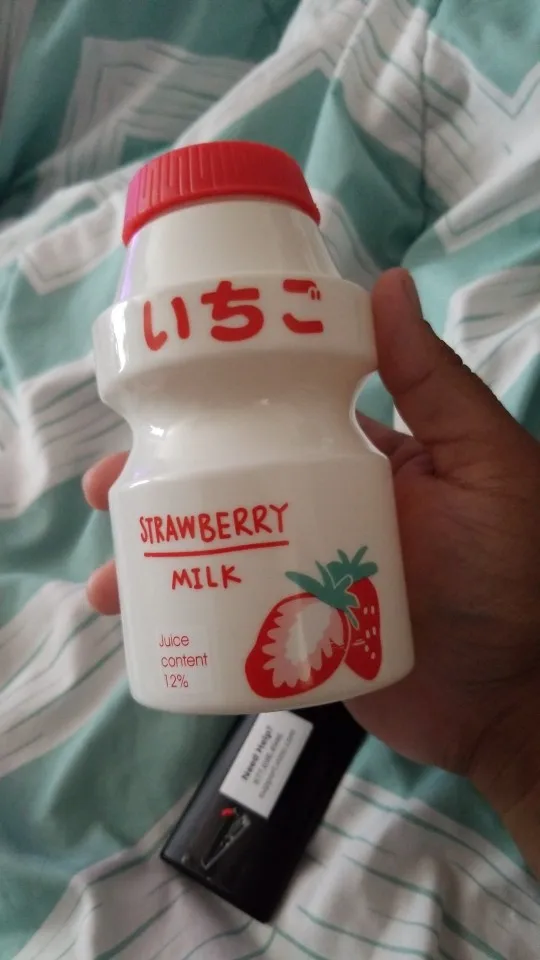 いちご
STRAWBERRY
MILK
Juice
content
12%
Need Help?